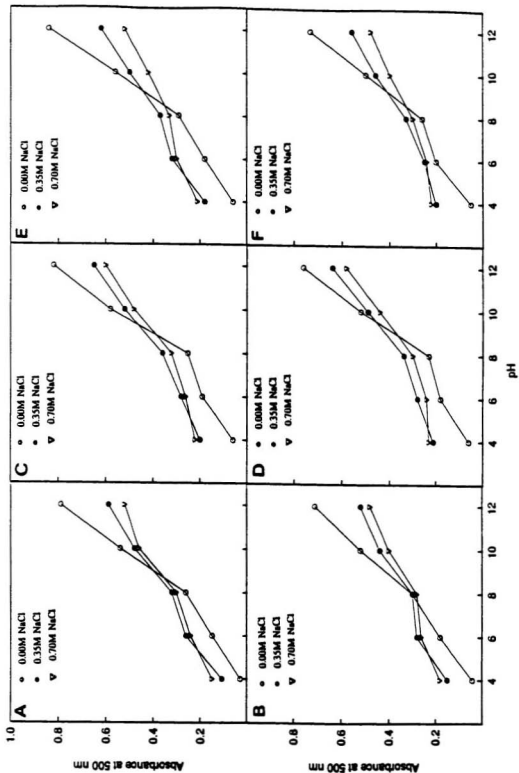 A
○ 0.00M NaCl
● 0.35M NaCl
▽ 0.70M NaCl
C
○ 0.00M NaCl
● 0.35M NaCl
▽ 0.70M NaCl
E
○ 0.00M NaCl
● 0.35M NaCl
▽ 0.70M NaCl
1.0
0.8
0.6
0.4
0.2
Absorbance at 500 nm
B
○ 0.00M NaCl
● 0.35M NaCl
▽ 0.70M NaCl
D
○ 0.00M NaCl
● 0.35M NaCl
▽ 0.70M NaCl
F
○ 0.00M NaCl
● 0.35M NaCl
▽ 0.70M NaCl
0.8
0.6
0.4
0.2
Absorbance at 500 nm
4 6 8 10 12
4 6 8 10 12
4 6 8 10 12
pH